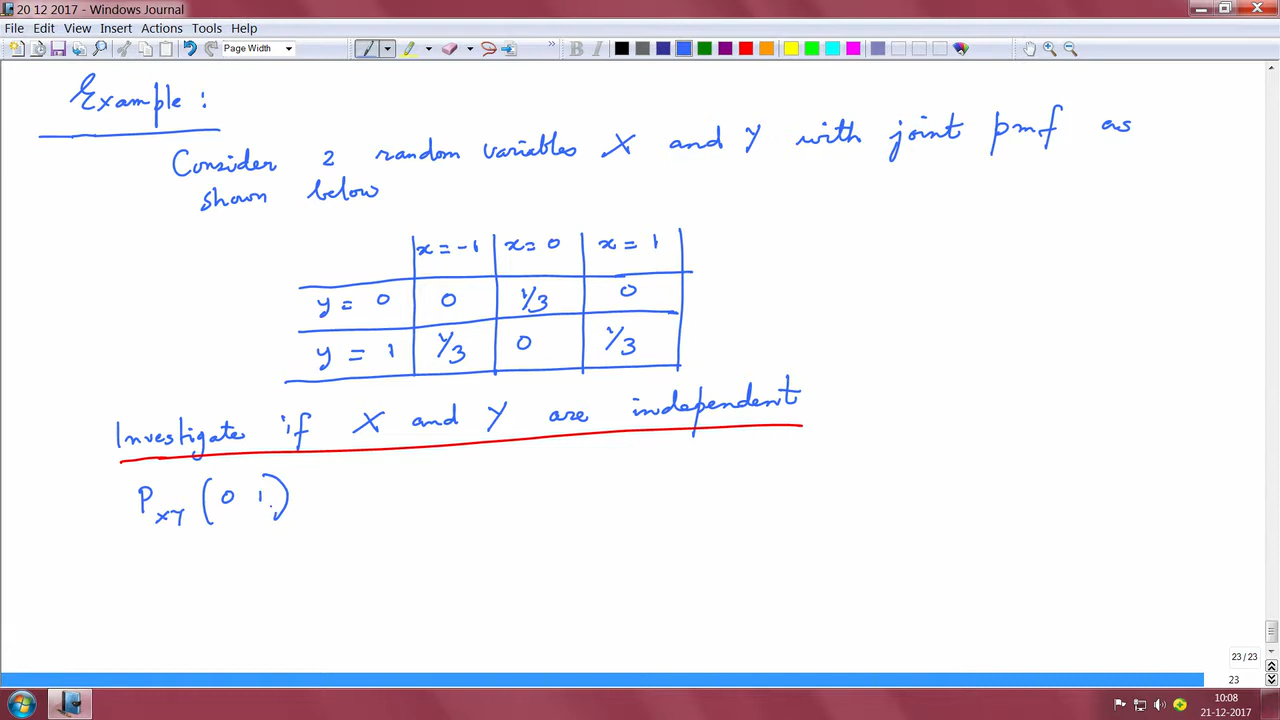 20 12 2017 - Windows Journal
File Edit View Insert Actions Tools Help
Page Width
Example :
Consider 2 random variables X and Y with joint pmf as
shown below
x = -1 x = 0 x = 1
y = 0 0 1/3 0
y = 1 1/3 0 1/3
Investigate if X and Y are independent
P_XY (0 1)
23 / 23
23
10:08
21-12-2017